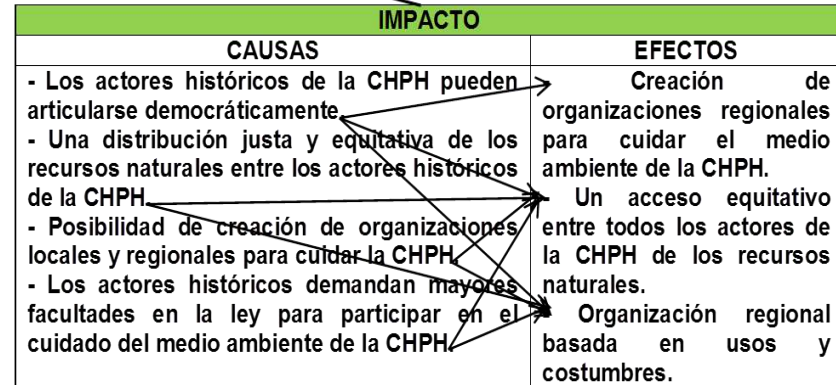 IMPACTO
CAUSAS
- Los actores históricos de la CHPH pueden
articularse democráticamente.
- Una distribución justa y equitativa de los
recursos naturales entre los actores históricos
de la CHPH.
- Posibilidad de creación de organizaciones
locales y regionales para cuidar la CHPH.
- Los actores históricos demandan mayores
facultades en la ley para participar en el
cuidado del medio ambiente de la CHPH.
EFECTOS
- Creación de
organizaciones regionales
para cuidar el medio
ambiente de la CHPH.
- Un acceso equitativo
entre todos los actores de
la CHPH de los recursos
naturales.
- Organización regional
basada en usos y
costumbres.